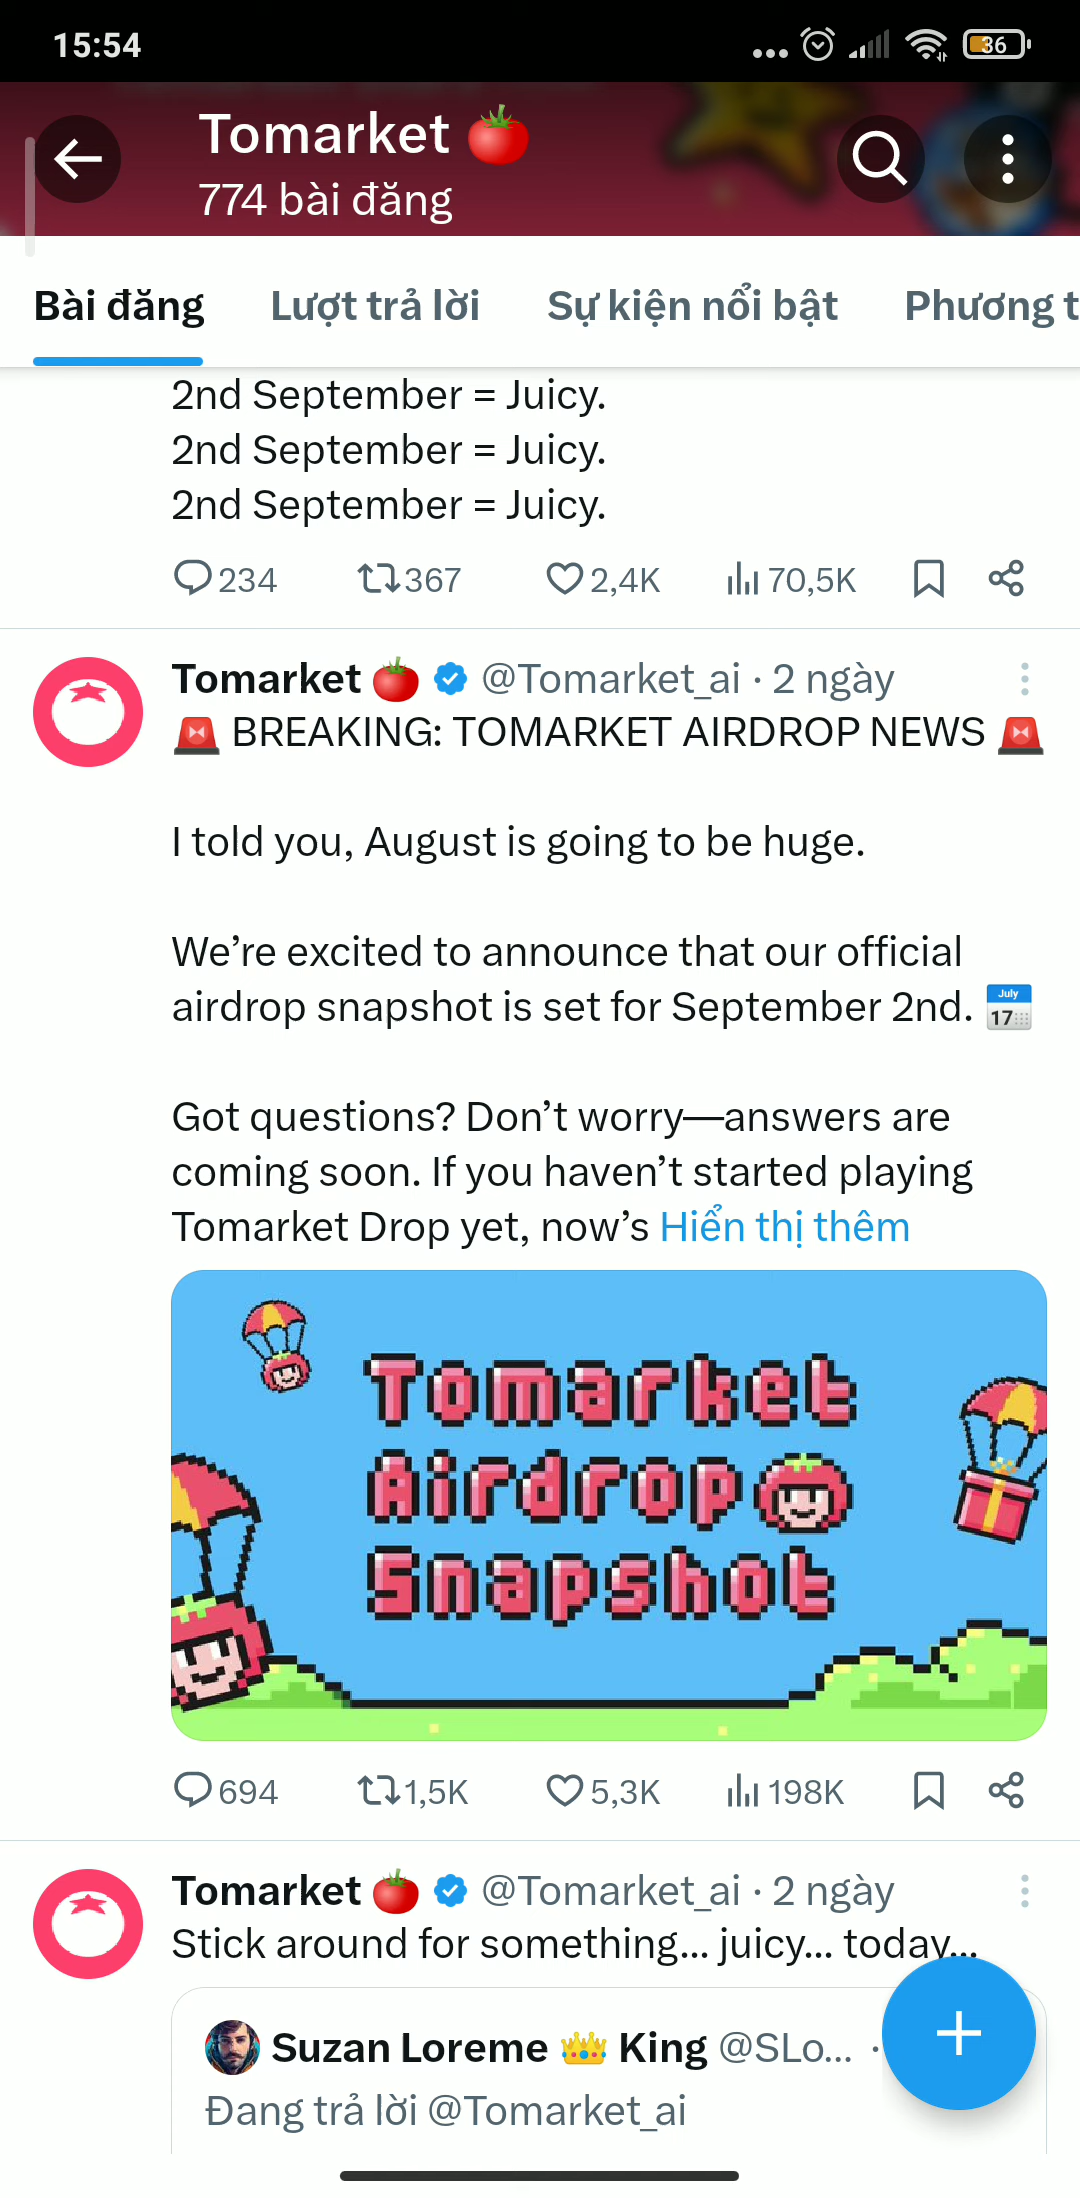 15:54
36
Tomarket 🍅
774 bài đăng
Bài đăng Lượt trả lời Sự kiện nổi bật Phương t
2nd September = Juicy.
2nd September = Juicy.
2nd September = Juicy.
234 367 2,4K 70,5K
Tomarket 🍅 @Tomarket_ai · 2 ngày
🚨 BREAKING: TOMARKET AIRDROP NEWS 🚨
I told you, August is going to be huge.
We’re excited to announce that our official
airdrop snapshot is set for September 2nd. 📅
Got questions? Don’t worry—answers are
coming soon. If you haven’t started playing
Tomarket Drop yet, now’s Hiển thị thêm
Tomarket
Airdrop
Snapshot
694 1,5K 5,3K 198K
Tomarket 🍅 @Tomarket_ai · 2 ngày
Stick around for something... juicy... today...
Suzan Loreme 👑 King @SLo... ·
Đang trả lời @Tomarket_ai